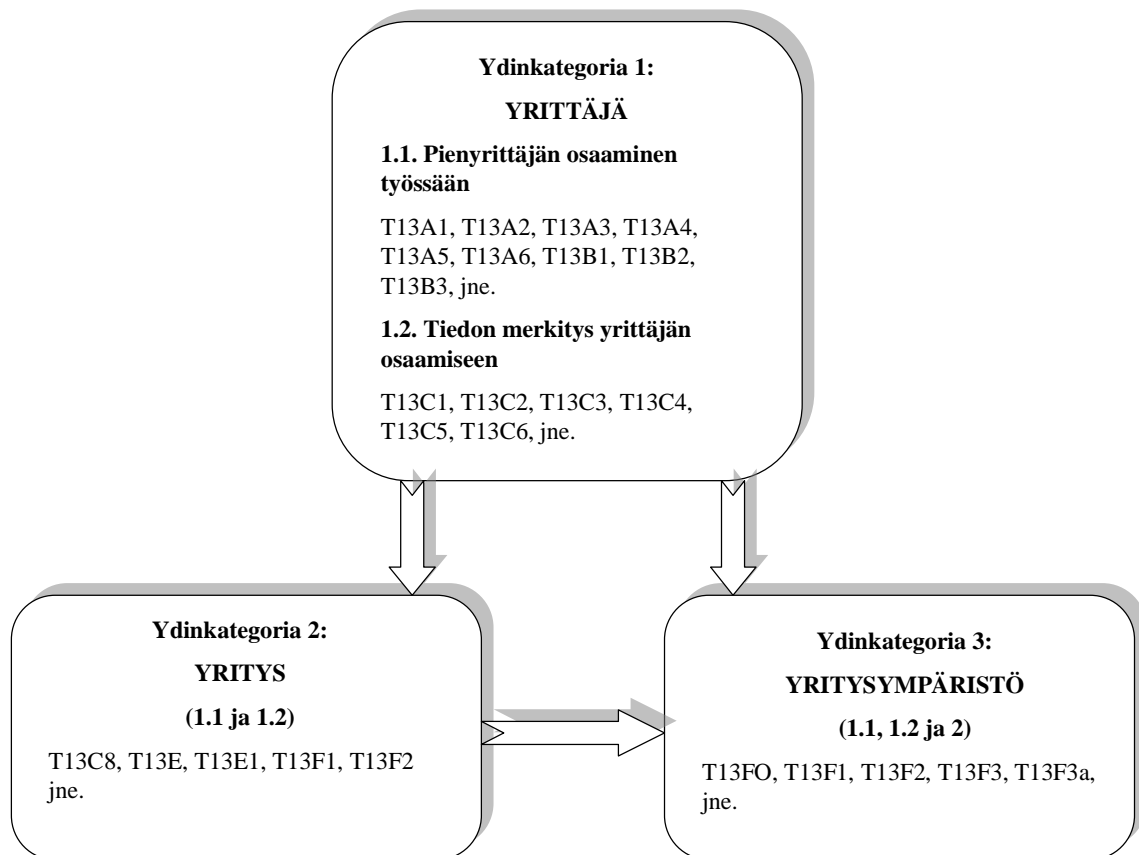 Ydinkategoria 1:
YRITTÄJÄ
1.1. Pienyrittäjän osaaminen
työssään
T13A1, T13A2, T13A3, T13A4,
T13A5, T13A6, T13B1, T13B2,
T13B3, jne.
1.2. Tiedon merkitys yrittäjän
osaamiseen
T13C1, T13C2, T13C3, T13C4,
T13C5, T13C6, jne.
Ydinkategoria 2:
YRITYS
(1.1 ja 1.2)
T13C8, T13E, T13E1, T13F1, T13F2
jne.
Ydinkategoria 3:
YRITYSYMPÄRISTÖ
(1.1, 1.2 ja 2)
T13FO, T13F1, T13F2, T13F3, T13F3a,
jne.